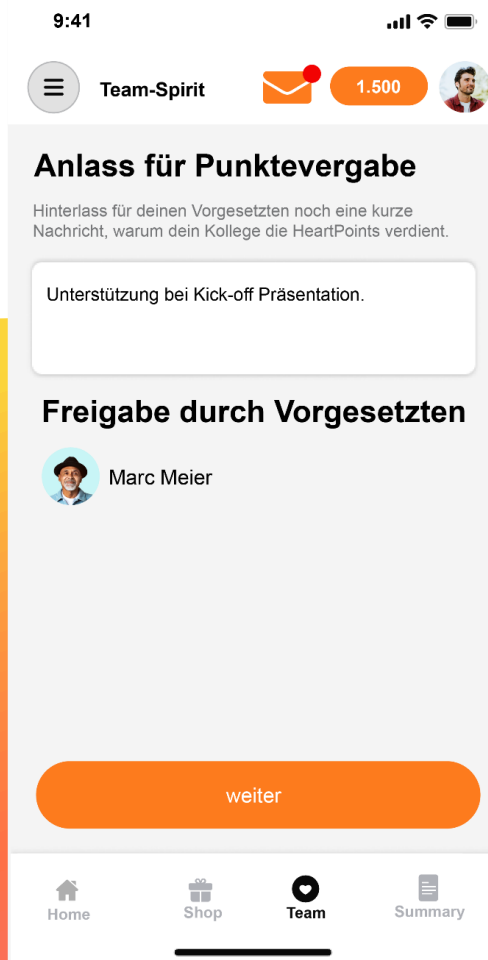 9:41
Team-Spirit
1.500
Anlass für Punktevergabe
Hinterlass für deinen Vorgesetzten noch eine kurze
Nachricht, warum dein Kollege die HeartPoints verdient.
Unterstützung bei Kick-off Präsentation.
Freigabe durch Vorgesetzten
Marc Meier
weiter
Home
Shop
Team
Summary